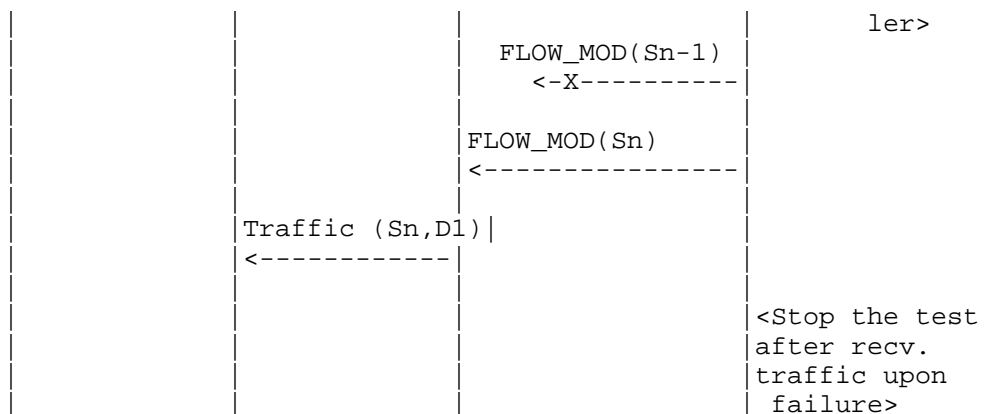 |                |                |                |        ler>
|                |                |  FLOW_MOD(Sn-1)     |
|                |                |    <-X----------|
|                |                |                |
|                |                |FLOW_MOD(Sn)    |
|                |                |<----------------|
|                |                |                |
|                |Traffic (Sn,D1)|                |
|                |<------------|                |
|                |                |                |
|                |                |                |<Stop the test
|                |                |                |after recv.
|                |                |                |traffic upon
|                |                |                | failure>